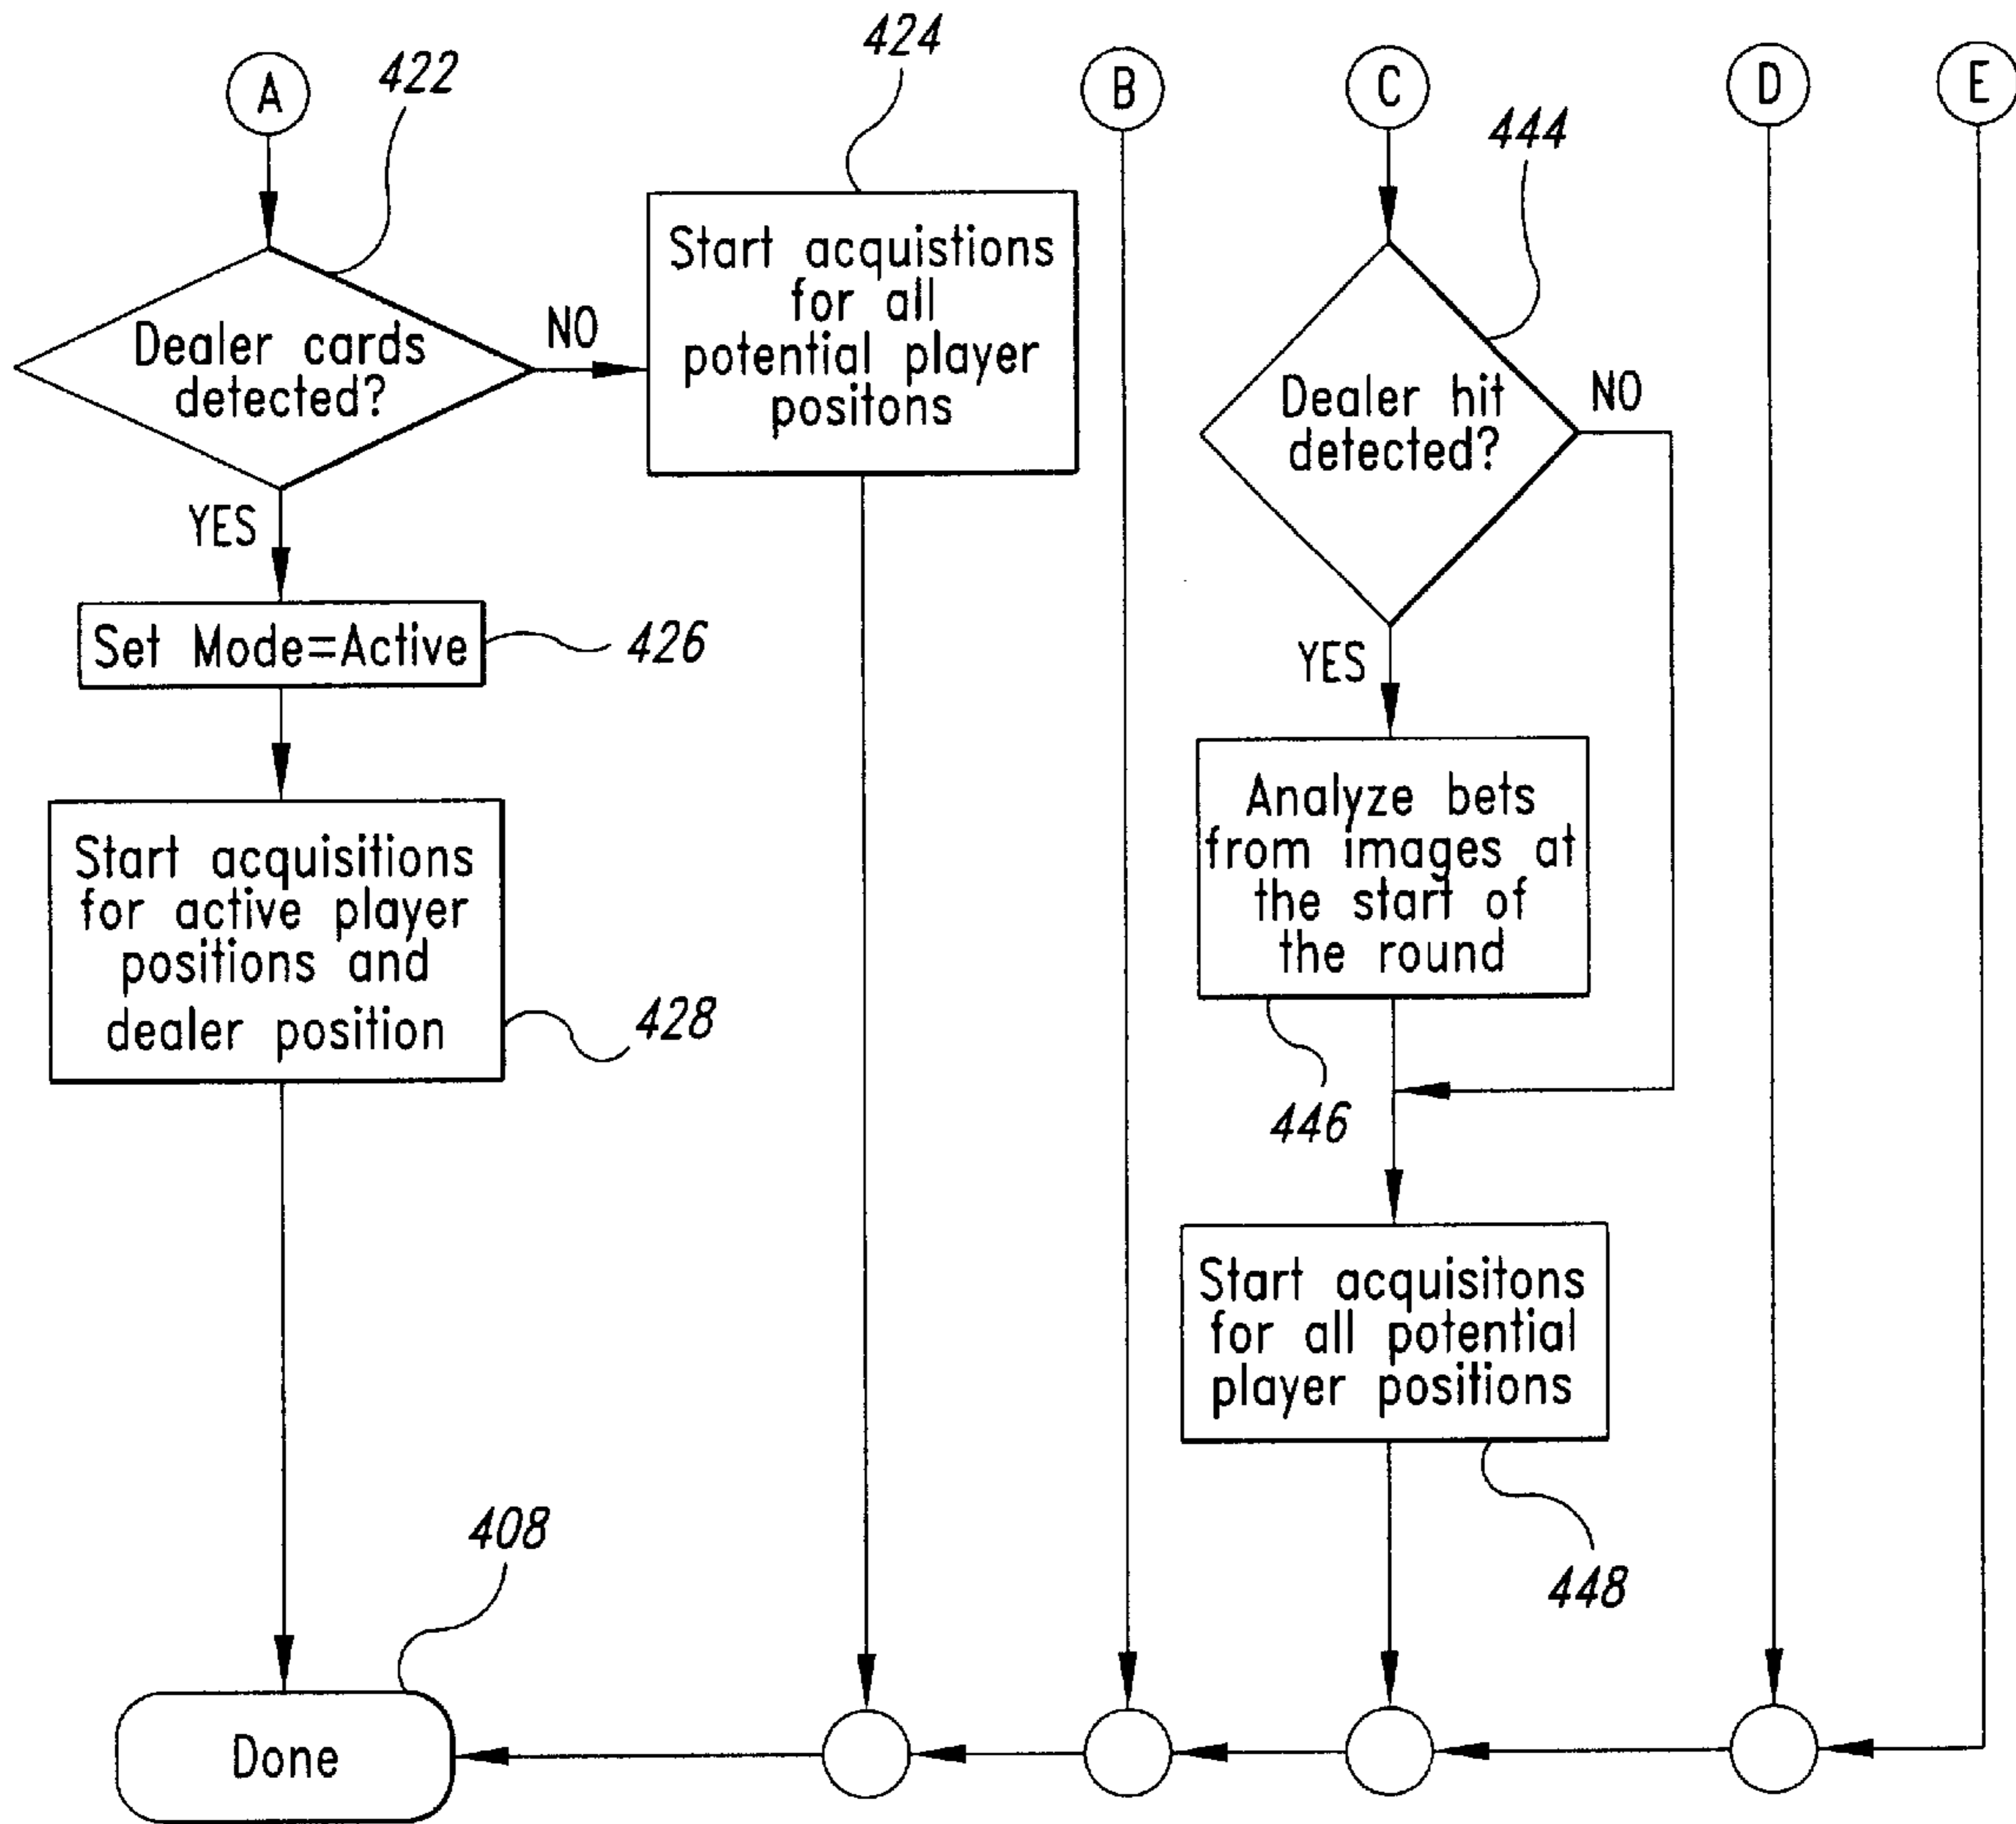 A
422
424
B
C
D
E
444
Dealer cards
detected?
NO
Start acquistions
for all
potential player
positons
Dealer hit
detected?
NO
YES
Set Mode=Active
426
YES
Start acquisitions
for active player
positions and
dealer position
428
Analyze bets
from images at
the start of
the round
446
Start acquisitons
for all potential
player positions
448
408
Done